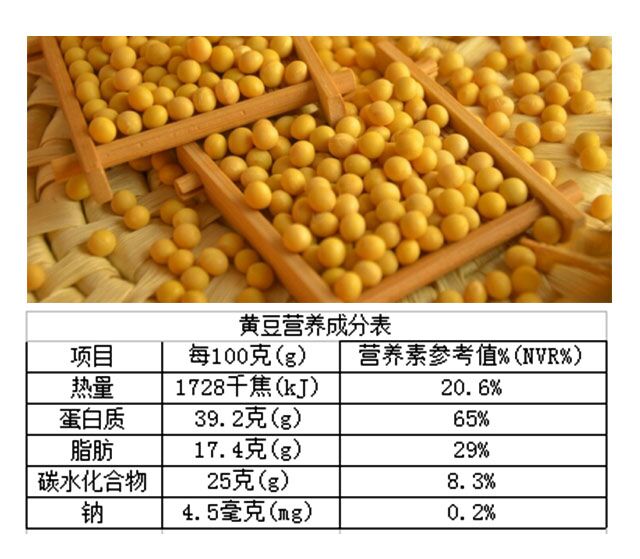 黄豆营养成分表
项目 每100克(g) 营养素参考值%(NVR%)
热量 1728千焦(kJ) 20.6%
蛋白质 39.2克(g) 65%
脂肪 17.4克(g) 29%
碳水化合物 25克(g) 8.3%
钠 4.5毫克(mg) 0.2%